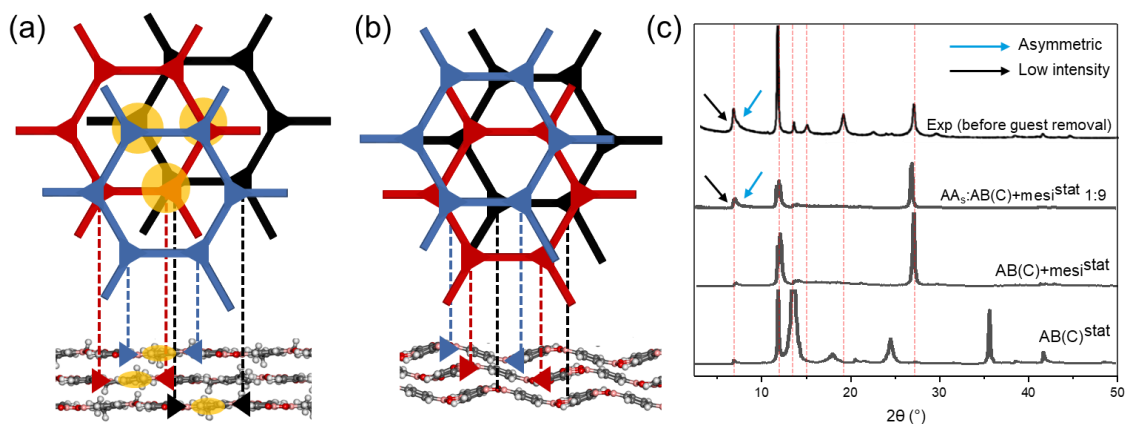 (a)
(b)
(c)
Asymmetric
Low intensity
Exp (before guest removal)
AAs:AB(C)+mesistat 1:9
AB(C)+mesistat
AB(C)stat
10 20 30 40 50
2θ (°)